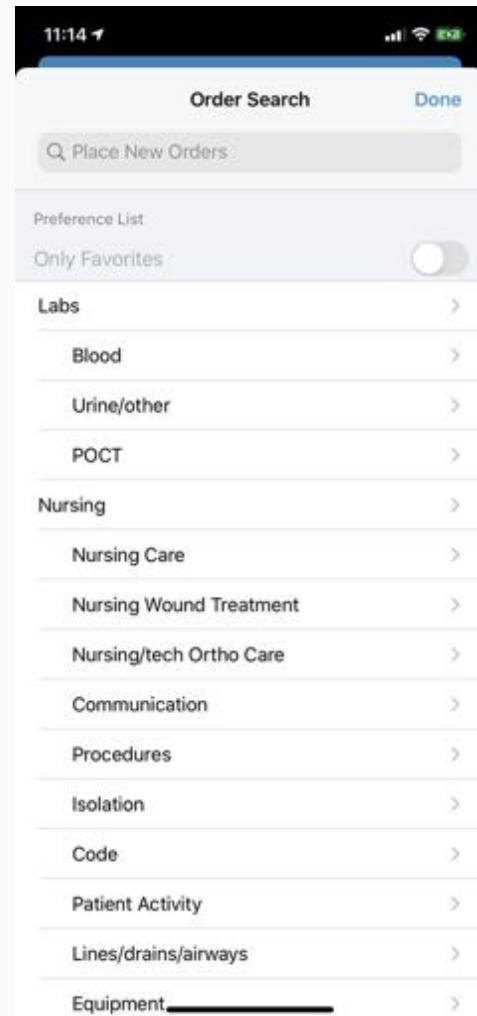 11:14
Order Search
Done
Place New Orders
Preference List
Only Favorites
Labs
Blood
Urine/other
POCT
Nursing
Nursing Care
Nursing Wound Treatment
Nursing/tech Ortho Care
Communication
Procedures
Isolation
Code
Patient Activity
Lines/drains/airways
Equipment